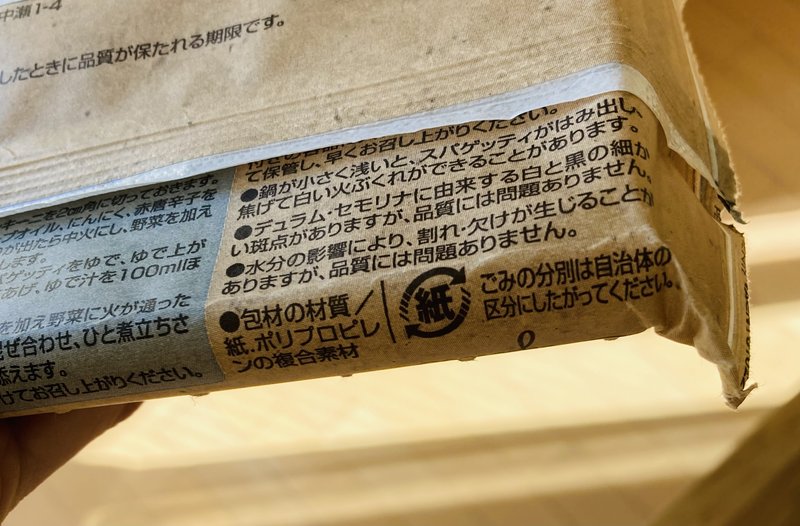 中瀬1-4
したときに品質が保たれる期限です。
て保管し、早くお召し上がりください。
●鍋が小さく浅いと、スパゲッティがはみ出し、
焦げて白い火ぶくれができることがあります。
●デュラム・セモリナに由来する白と黒の細か
い斑点がありますが、品質には問題ありません。
●水分の影響により、割れ・欠けが生じることが
ありますが、品質には問題ありません。
●包材の材質／
紙、ポリプロピレ
ンの複合素材
紙
ごみの分別は自治体の
区分にしたがってください。
ーニを2cm角に切っておきます。
ブオイル、にんにく、赤唐辛子を
が出たら中火にし、野菜を加え
します。
ゲッティをゆで、ゆで上が
あげ、ゆで汁を100mlほ
を加え野菜に火が通った
ぜ合わせ、ひと煮立ちさ
添えます。
けてお召し上がりください。